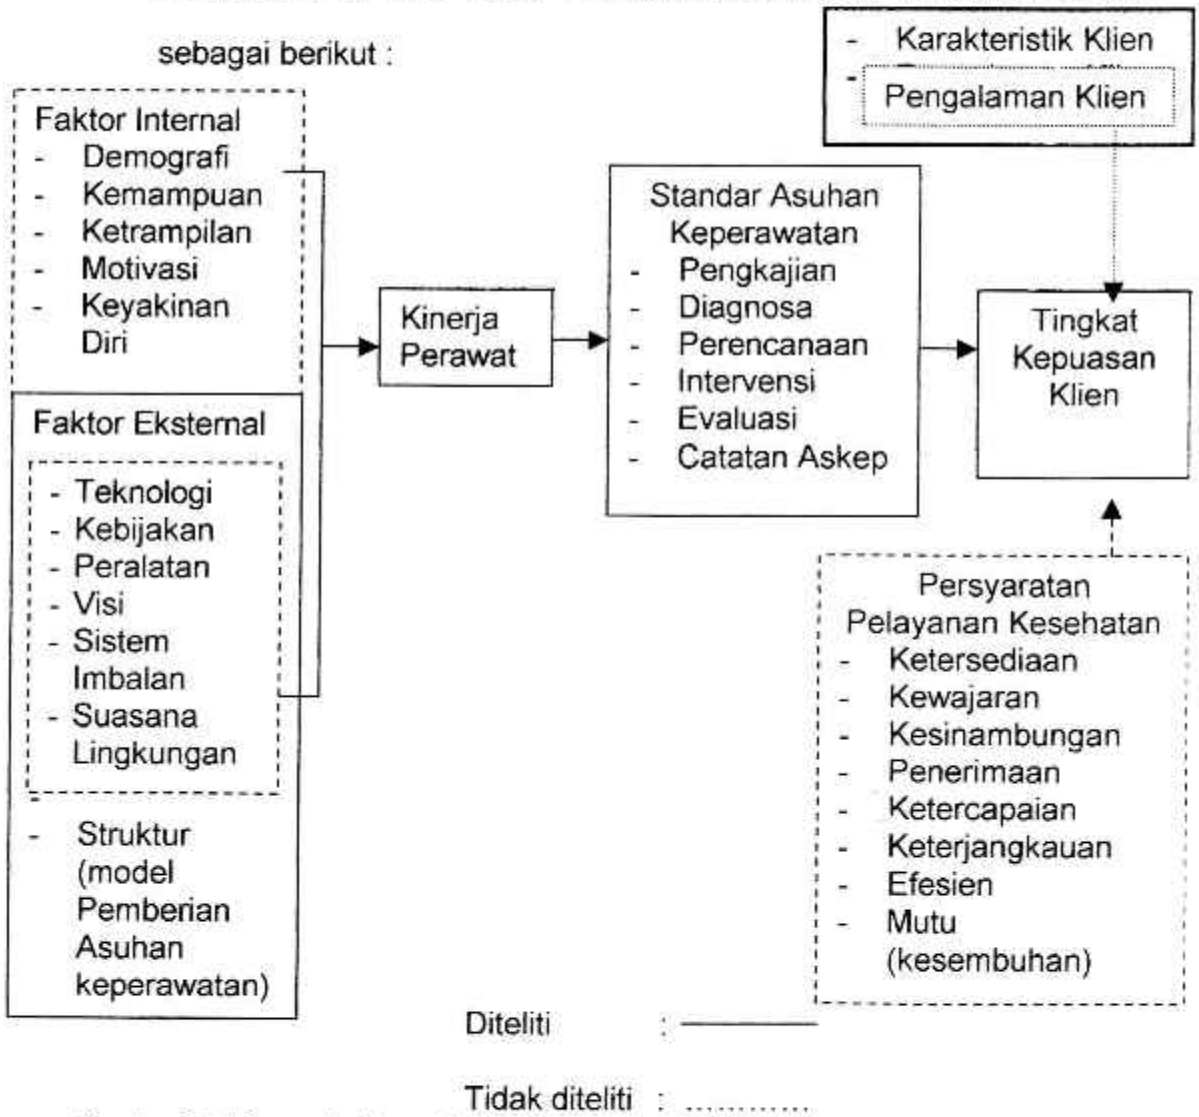 sebagai berikut :
- Karakteristik Klien
-
Pengalaman Klien
Faktor Internal
- Demografi
- Kemampuan
- Ketrampilan
- Motivasi
- Keyakinan
Diri
Faktor Eksternal
- Teknologi
- Kebijakan
- Peralatan
- Visi
- Sistem
Imbalan
- Suasana
Lingkungan
-
- Struktur
(model
Pemberian
Asuhan
keperawatan)
Kinerja
Perawat
Standar Asuhan
Keperawatan
- Pengkajian
- Diagnosa
- Perencanaan
- Intervensi
- Evaluasi
- Catatan Askep
Tingkat
Kepuasan
Klien
Persyaratan
Pelayanan Kesehatan
- Ketersediaan
- Kewajaran
- Kesinambungan
- Penerimaan
- Ketercapaian
- Keterjangkauan
- Efesien
- Mutu
(kesembuhan)
Diteliti :
Tidak diteliti : ................